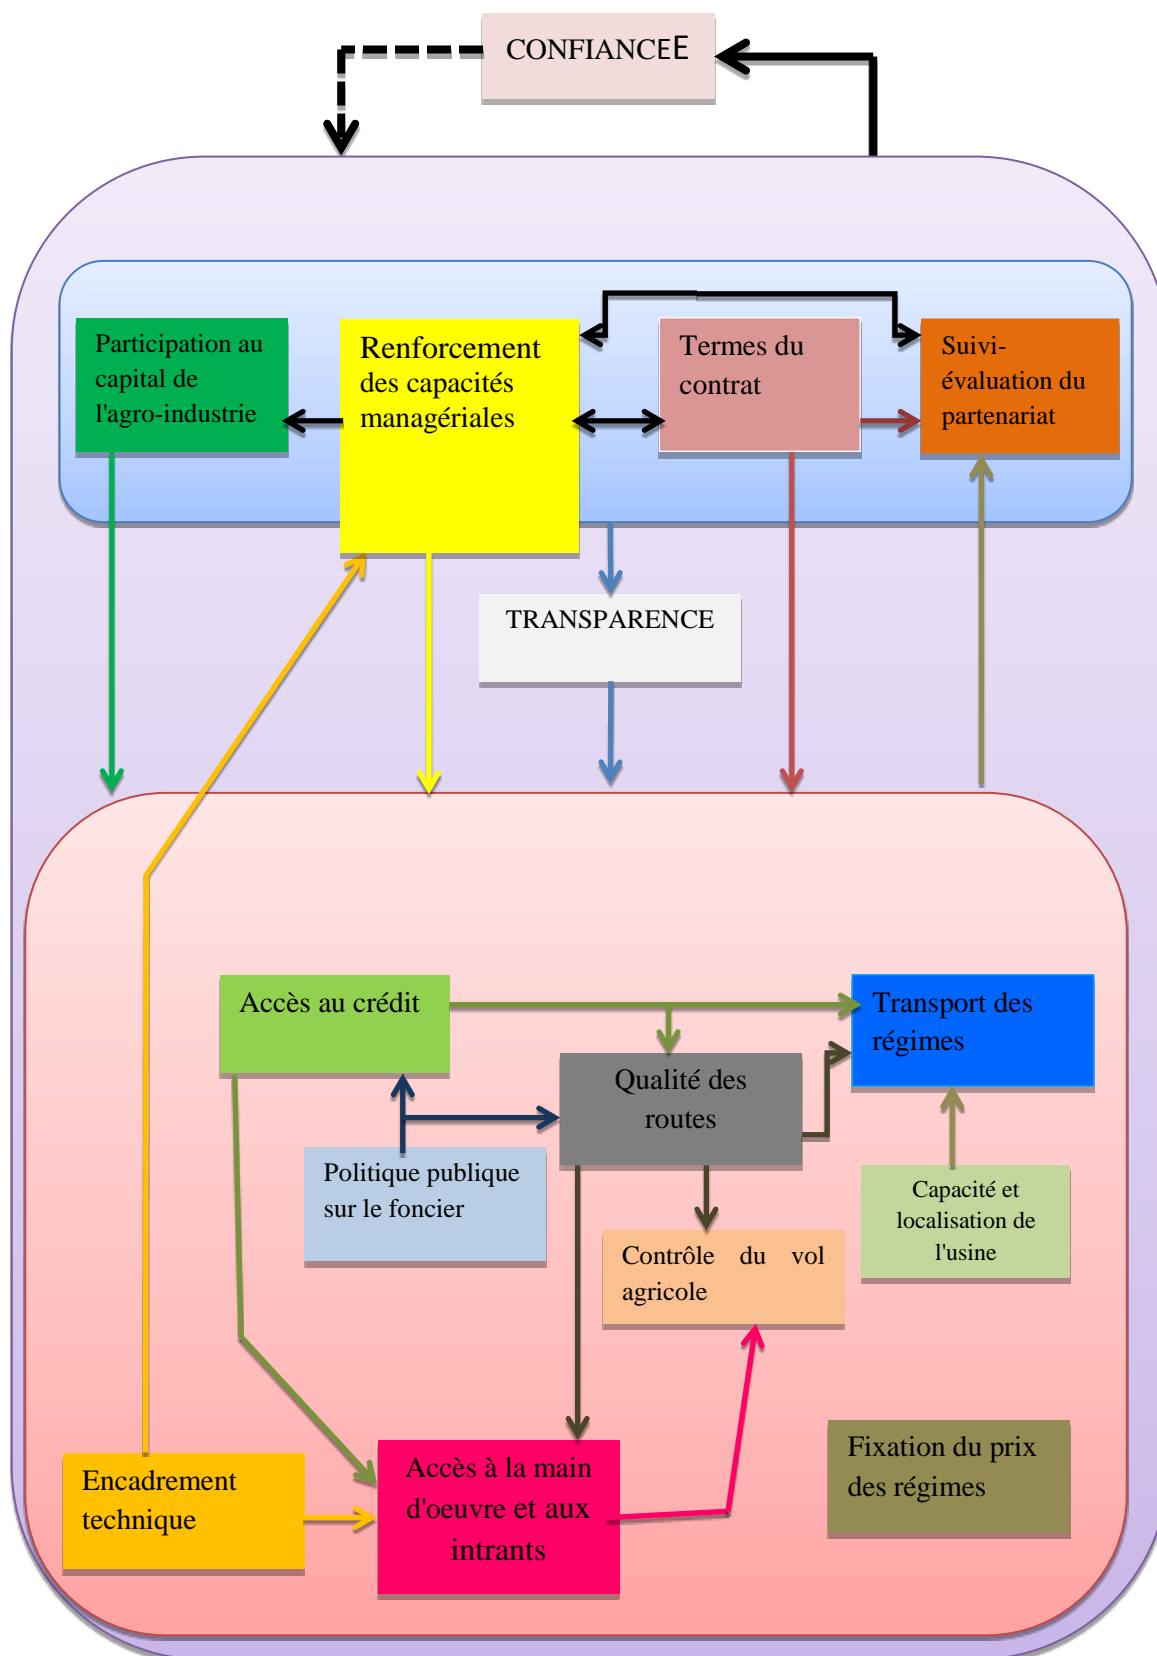 CONFIANCEE
Participation au
capital de
l'agro-industrie
Renforcement
des capacités
managériales
Termes du
contrat
Suivi-
évaluation du
partenariat
TRANSPARENCE
Accès au crédit
Transport des
régimes
Qualité des
routes
Politique publique
sur le foncier
Capacité et
localisation de
l'usine
Contrôle du vol
agricole
Encadrement
technique
Accès à la main
d'oeuvre et aux
intrants
Fixation du prix
des régimes